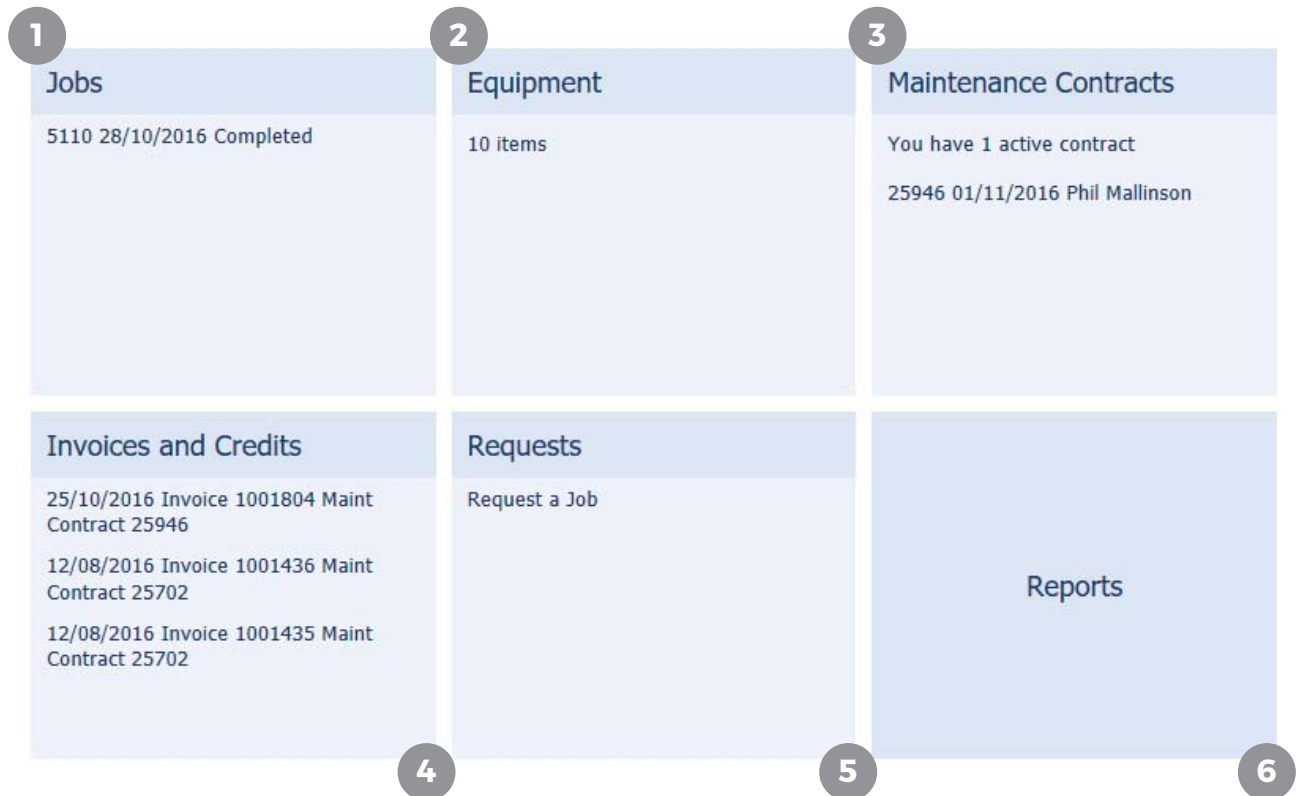 1
2
3
Jobs
5110 28/10/2016 Completed
Equipment
10 items
Maintenance Contracts
You have 1 active contract
25946 01/11/2016 Phil Mallinson
Invoices and Credits
25/10/2016 Invoice 1001804 Maint
Contract 25946
12/08/2016 Invoice 1001436 Maint
Contract 25702
12/08/2016 Invoice 1001435 Maint
Contract 25702
Requests
Request a Job
Reports
4
5
6